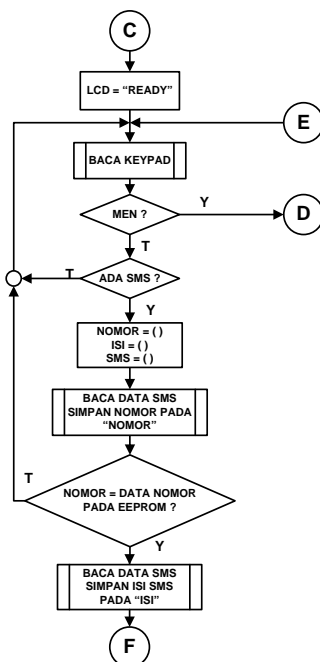 C
LCD = “READY”
E
BACA KEYPAD
Y
MEN ?
D
T
T
ADA SMS ?
Y
NOMOR = ( )
ISI = ( )
SMS = ( )
BACA DATA SMS
SIMPAN NOMOR PADA
“NOMOR”
T
NOMOR = DATA NOMOR
PADA EEPROM ?
Y
BACA DATA SMS
SIMPAN ISI SMS
PADA “ISI”
F